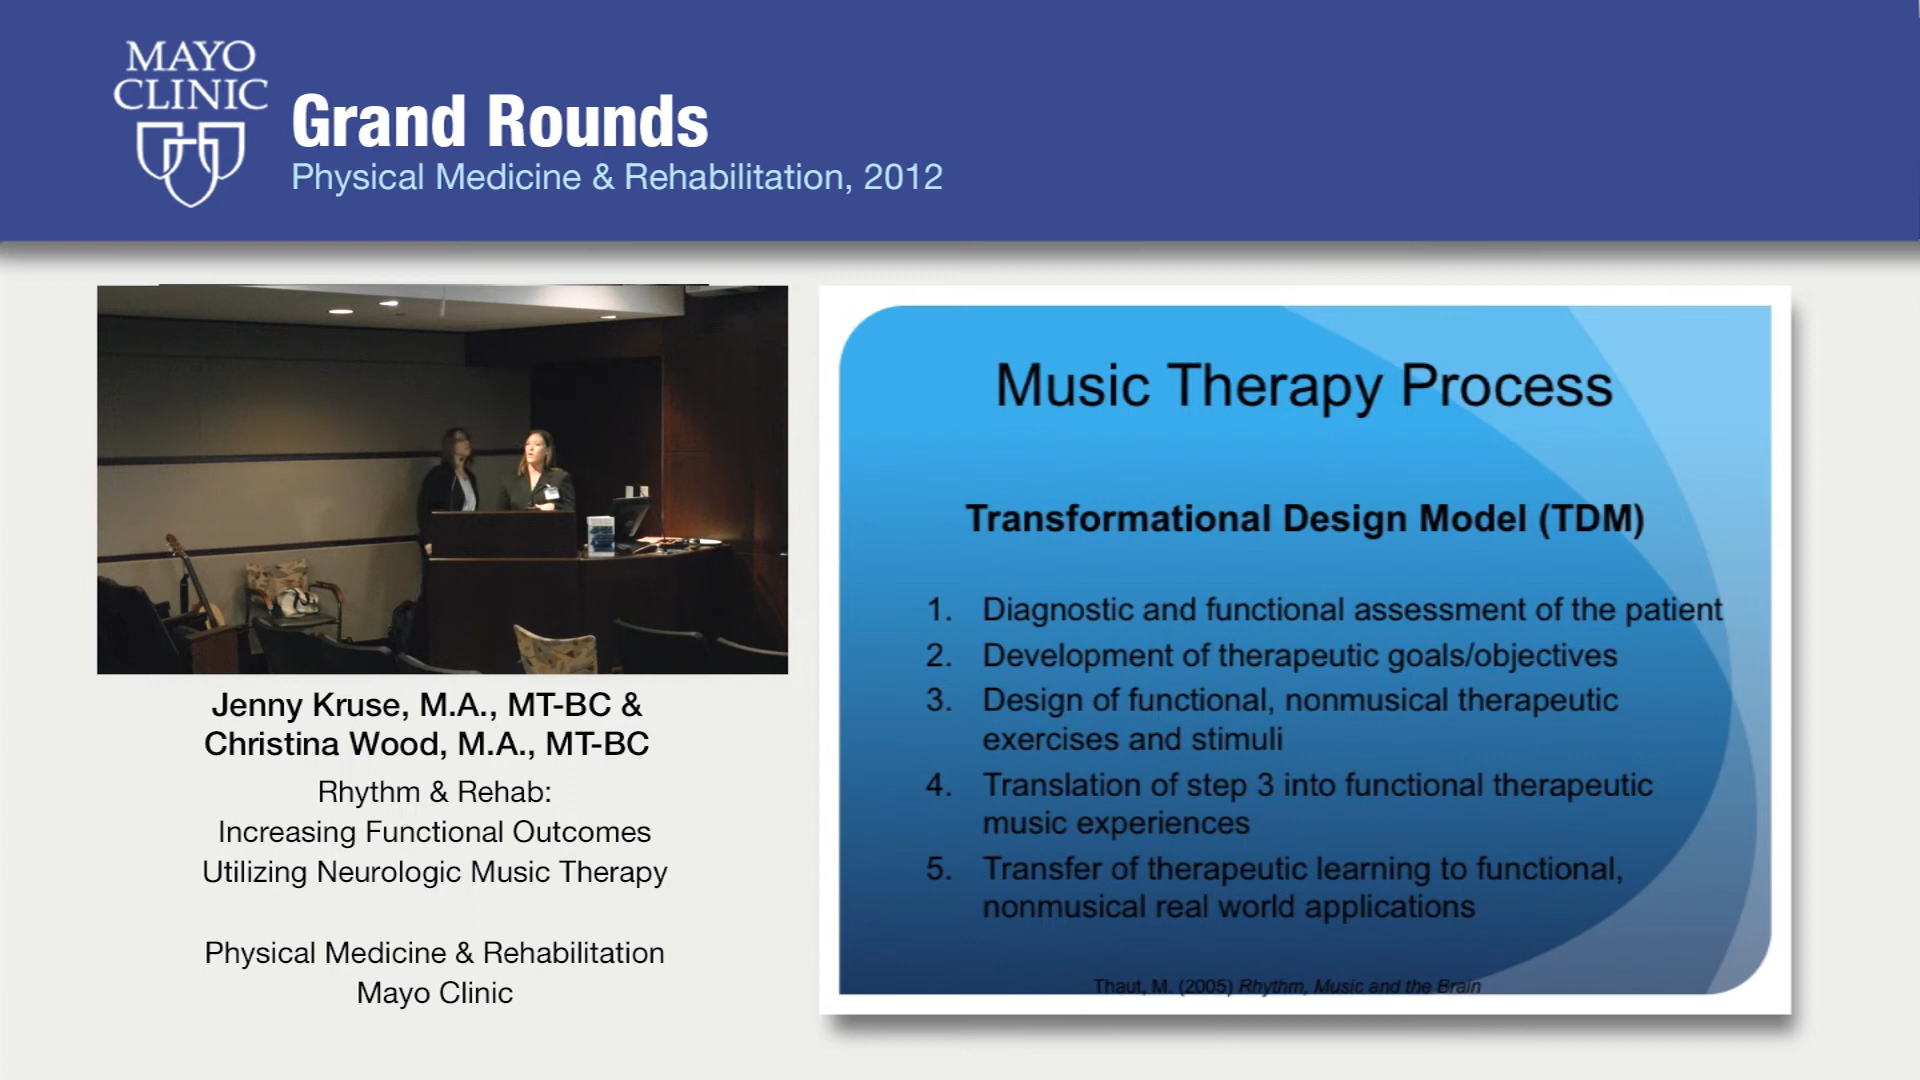 MAYO
CLINIC
Grand Rounds
Physical Medicine & Rehabilitation, 2012
Jenny Kruse, M.A., MT-BC &
Christina Wood, M.A., MT-BC
Rhythm & Rehab:
Increasing Functional Outcomes
Utilizing Neurologic Music Therapy
Physical Medicine & Rehabilitation
Mayo Clinic
Music Therapy Process
Transformational Design Model (TDM)
1. Diagnostic and functional assessment of the patient
2. Development of therapeutic goals/objectives
3. Design of functional, nonmusical therapeutic
exercises and stimuli
4. Translation of step 3 into functional therapeutic
music experiences
5. Transfer of therapeutic learning to functional,
nonmusical real world applications
Thaut, M. (2005) Rhythm, Music and the Brain